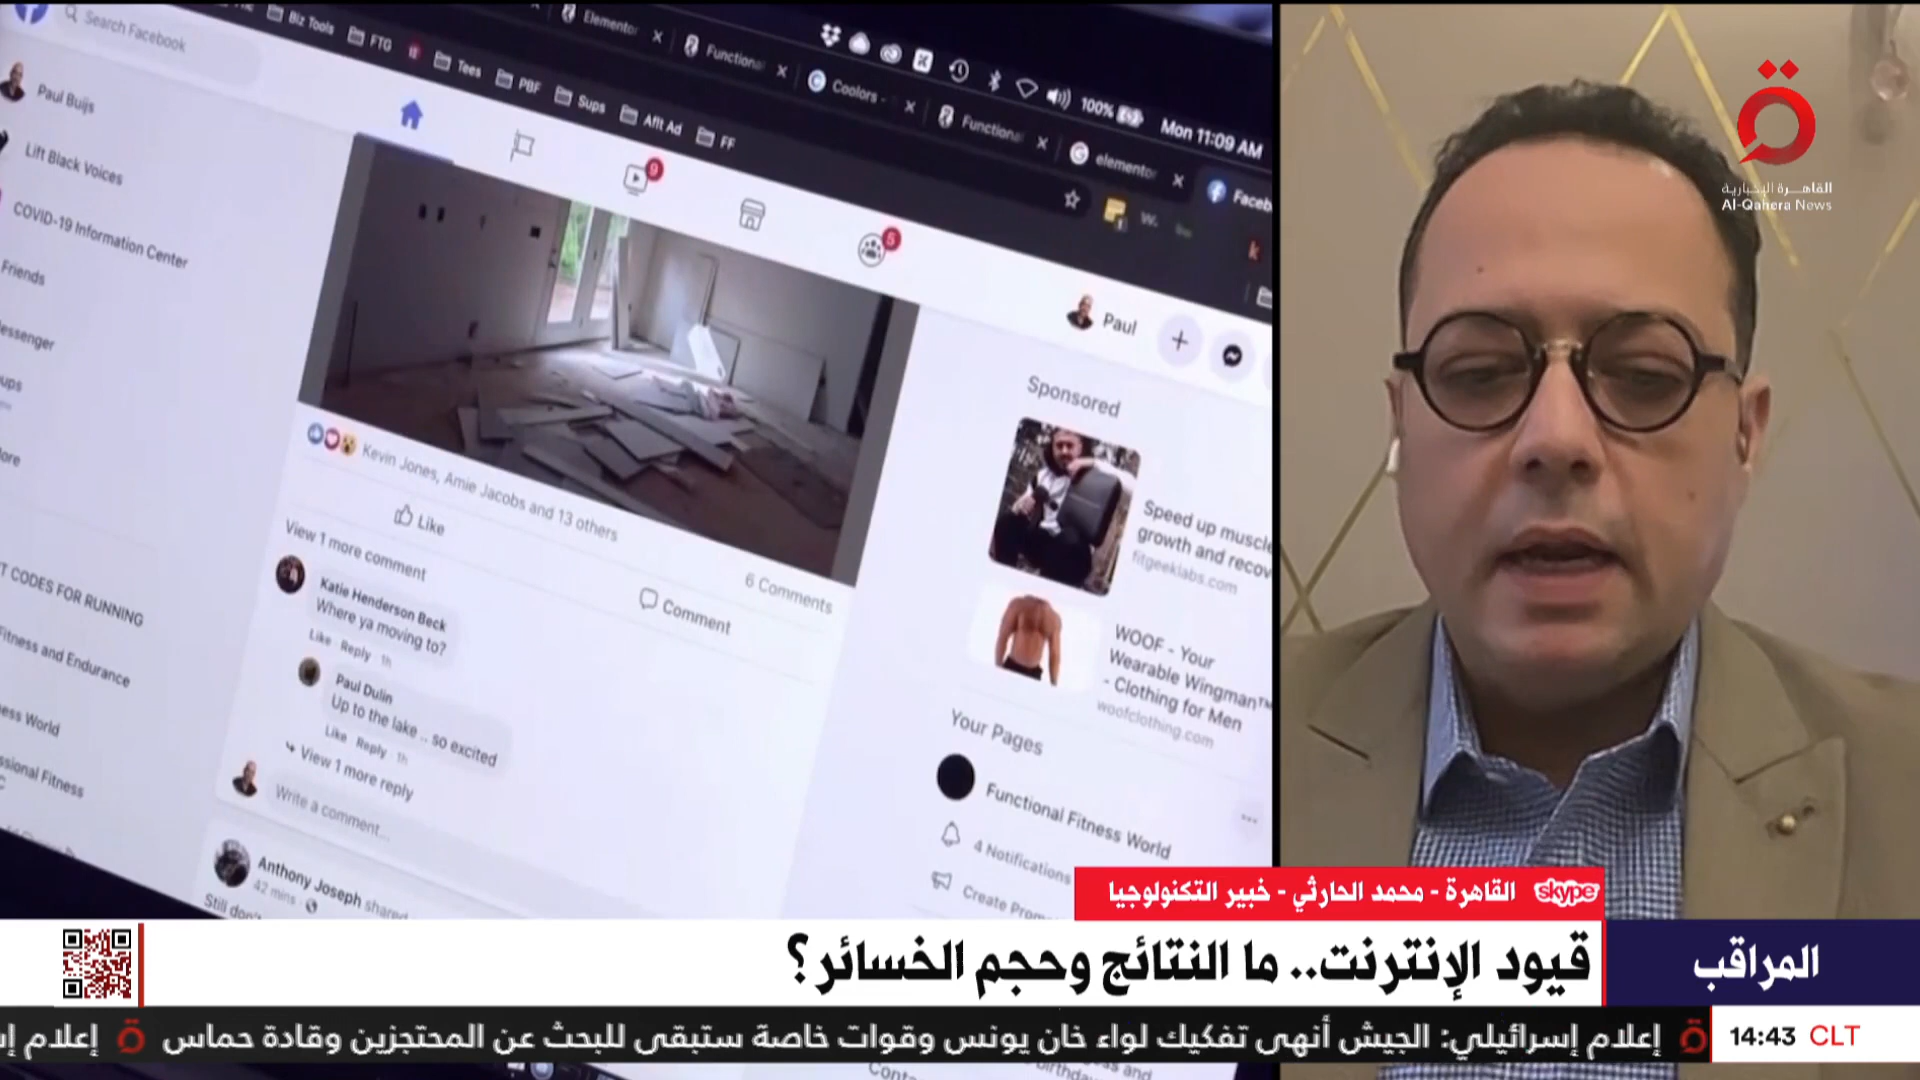 Search Facebook
Biz Tools
FTG
Tees
PBF
Sups
Aflt Ad
FF
Elementor
Functional
Coolors -
Functional
elementor
Faceb
100%
Mon 11:09 AM
Paul Buijs
Lift Black Voices
COVID-19 Information Center
Friends
essenger
ups
ore
T CODES FOR RUNNING
Fitness and Endurance
ess World
ssional Fitness
9
5
Paul
Kevin Jones, Amie Jacobs and 13 others
6 Comments
Like
Comment
View 1 more comment
Katie Henderson Beck
Where ya moving to?
Like Reply 1h
Paul Dulin
Up to the lake .. so excited
Like Reply 1h
View 1 more reply
Write a comment...
Anthony Joseph shared
42 mins
Still don't
Sponsored
Speed up muscle
growth and recov
fitgeeklabs.com
WOOF - Your
Wearable Wingman™
- Clothing for Men
woofclothing.com
Your Pages
Functional Fitness World
4 Notifications
Create Prom
القاهرة الإخبارية
Al-Qahera News
skype القاهرة - محمد الحارثي - خبير التكنولوجيا
المراقب
قيود الإنترنت.. ما النتائج وحجم الخسائر؟
إعلام إسرائيلي: الجيش أنهى تفكيك لواء خان يونس وقوات خاصة ستبقى للبحث عن المحتجزين وقادة حماس
إعلام إس
14:43 CLT